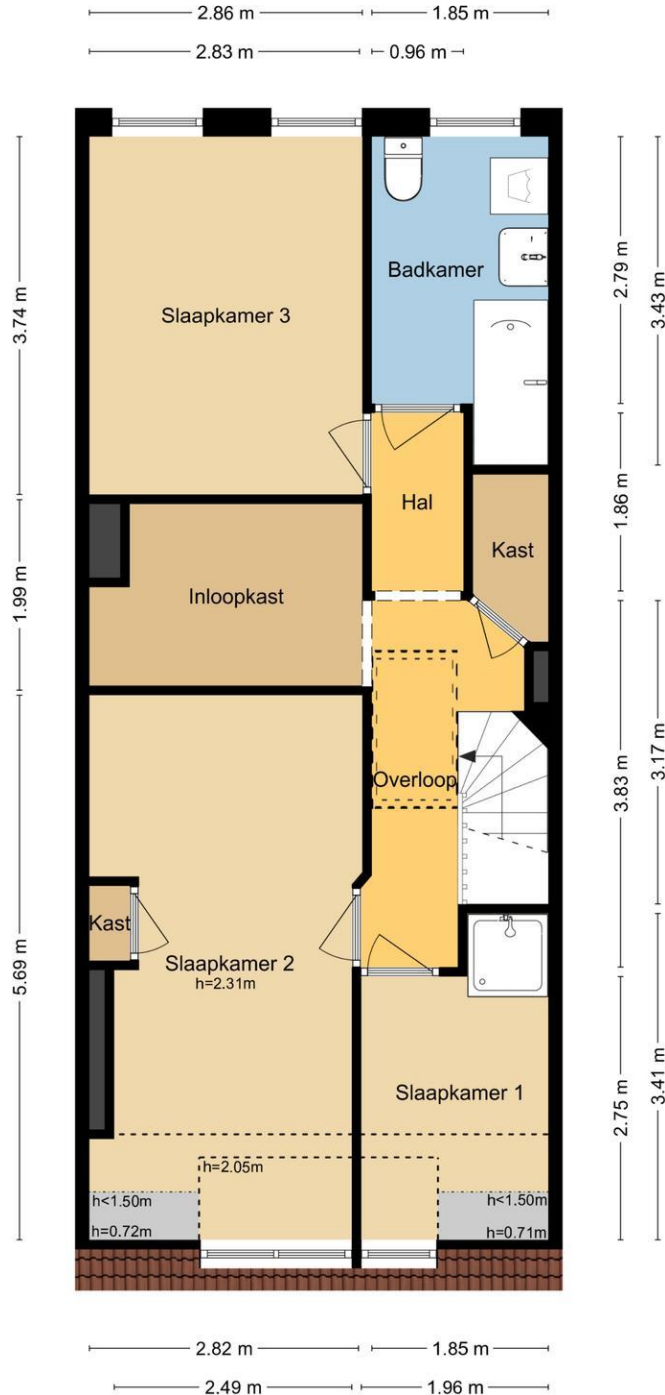 2.86 m
1.85 m
2.83 m
0.96 m
3.74 m
2.79 m
3.43 m
Badkamer
Slaapkamer 3
Hal
1.86 m
Kast
1.99 m
Inloopkast
3.17 m
Overloop
3.83 m
Kast
5.69 m
Slaapkamer 2
h=2.31m
Slaapkamer 1
2.75 m
3.41 m
h=2.05m
h<1.50m
h<1.50m
h=0.72m
h=0.71m
2.82 m
1.85 m
2.49 m
1.96 m